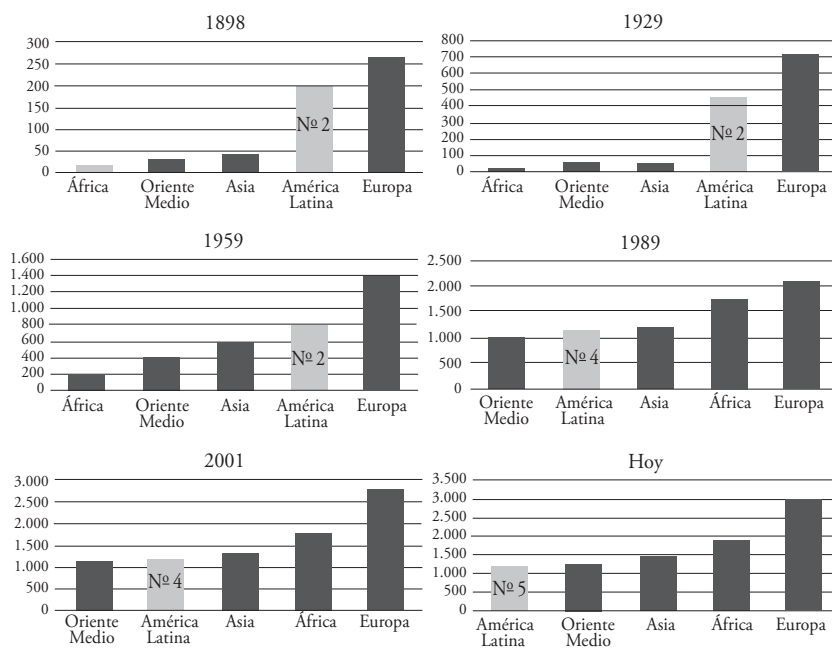 1898
300
250
200
150
100
50
0
Nº 2
África Oriente Asia América Europa
Medio Latina
1929
800
700
600
500
400
300
200
100
0
Nº 2
África Oriente Asia América Europa
Medio Latina
1959
1.600
1.400
1.200
1.000
800
600
400
200
0
Nº 2
África Oriente Asia América Europa
Medio Latina
1989
2.500
2.000
1.500
1.000
500
0
Nº 4
Oriente América Asia África Europa
Medio Latina
2001
3.000
2.500
2.000
1.500
1.000
500
0
Nº 4
Oriente América Asia África Europa
Medio Latina
Hoy
3.500
3.000
2.500
2.000
1.500
1.000
500
0
Nº 5
América Oriente Asia África Europa
Latina Medio